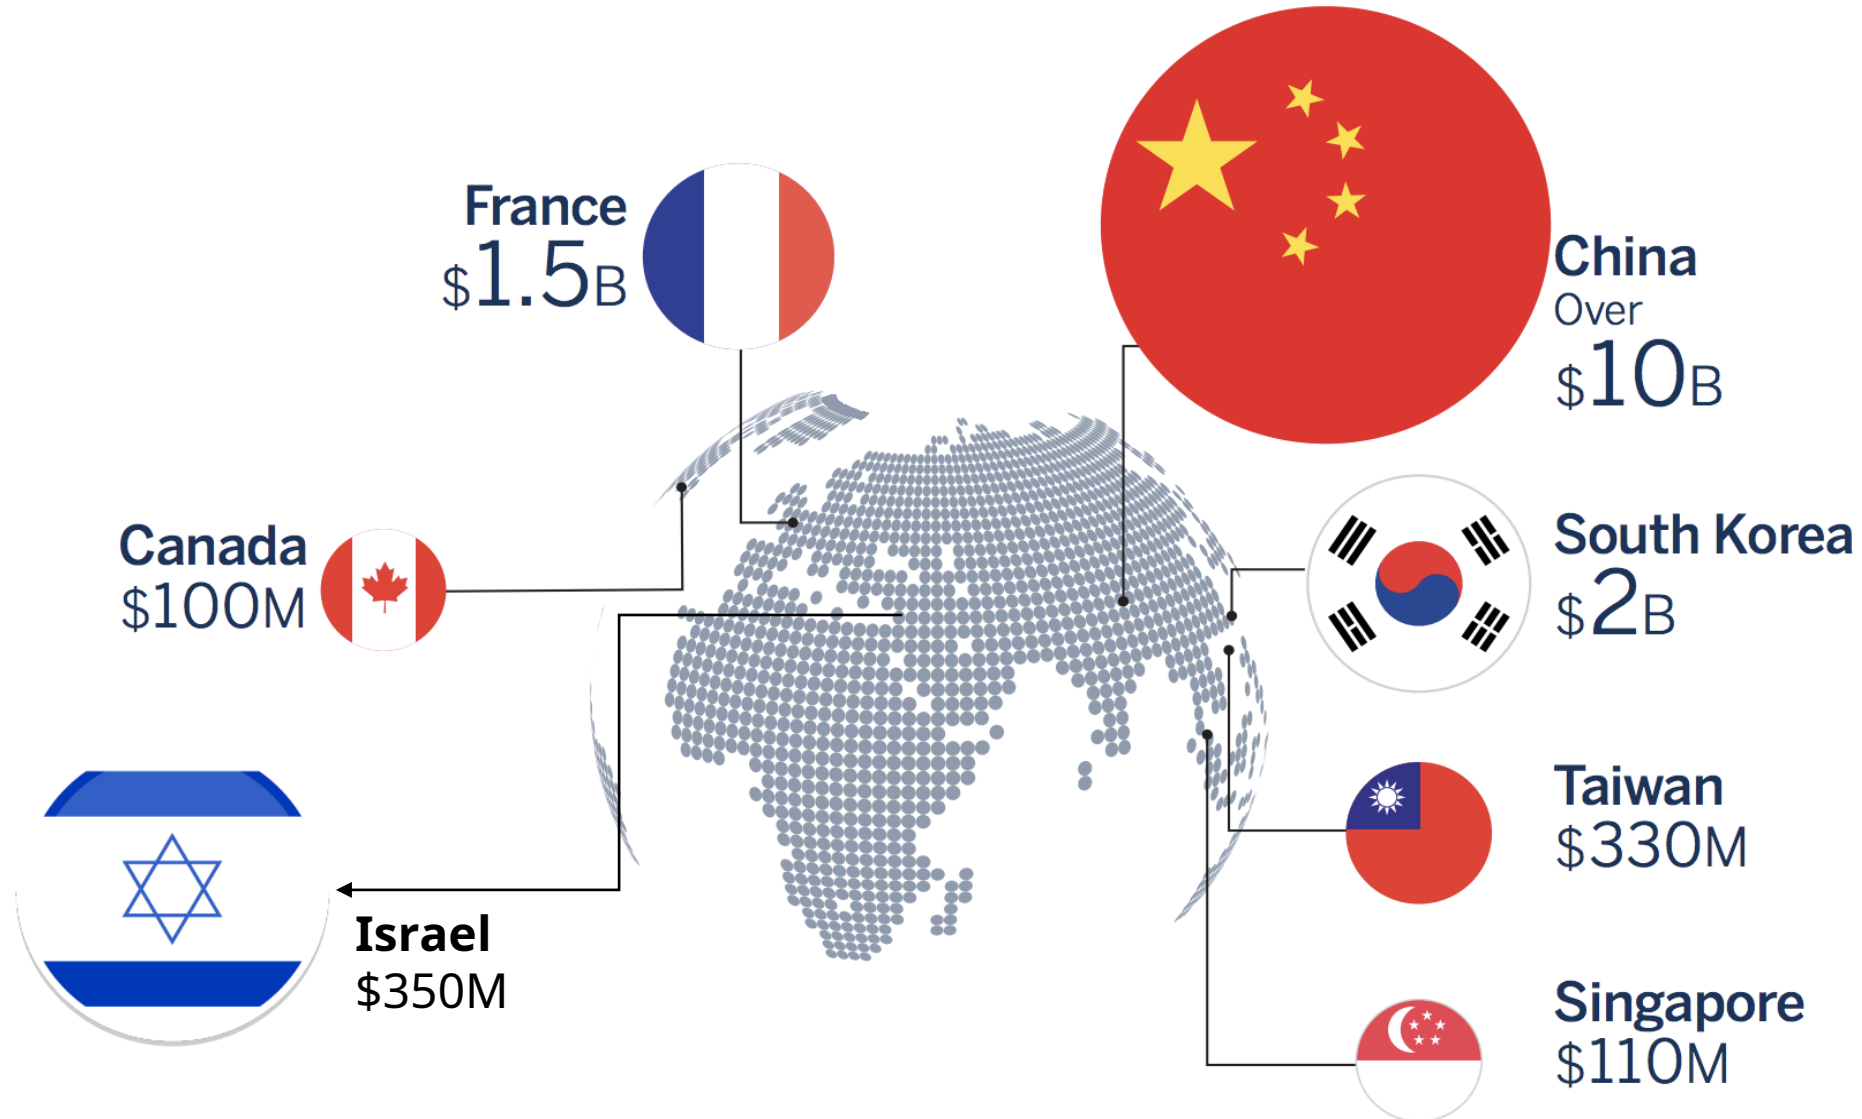 France
$1.5B
China
Over
$10B
Canada
$100M
South Korea
$2B
Israel
$350M
Taiwan
$330M
Singapore
$110M